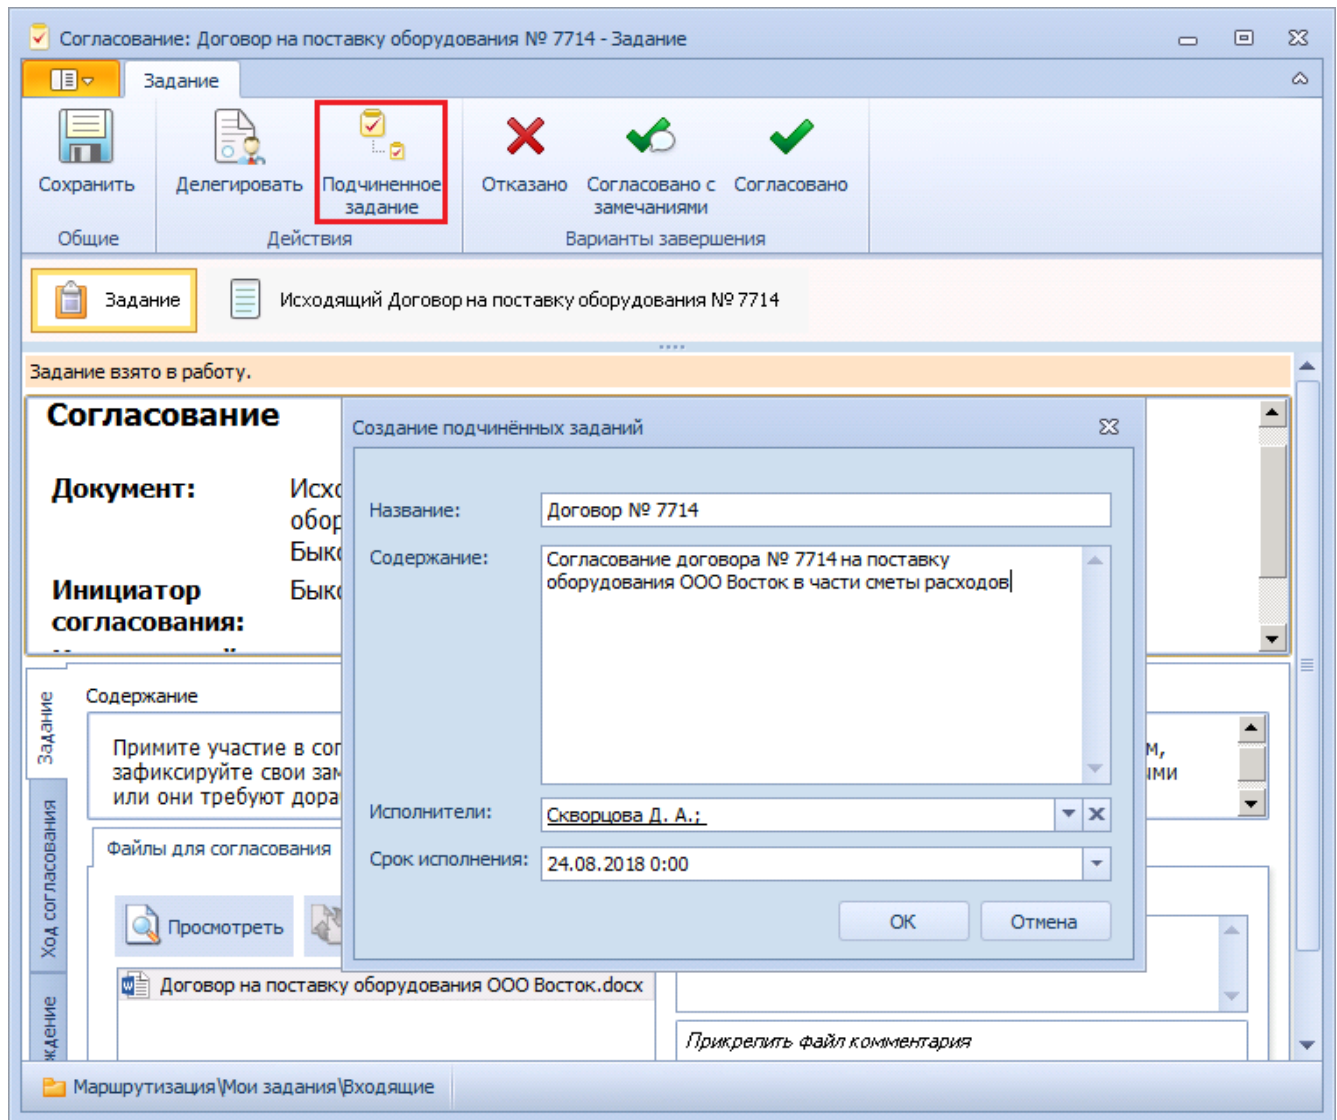 Согласование: Договор на поставку оборудования № 7714 - Задание
Задание
Сохранить
Делегировать
Подчиненное
задание
Отказано
Согласовано с
замечаниями
Согласовано
Общие
Действия
Варианты завершения
Задание
Исходящий Договор на поставку оборудования № 7714
Задание взято в работу.
Согласование
Документ:
Инициатор
согласования:
Создание подчинённых заданий
Название:
Договор № 7714
Содержание:
Согласование договора № 7714 на поставку
оборудования ООО Восток в части сметы расходов
Исполнители:
Скворцова Д. А.;
Срок исполнения:
24.08.2018 0:00
ОК
Отмена
Задание
Ход согласования
Содержание
Примите участие в
зафиксируйте свои
или они требуют
Файлы для согласования
Просмотреть
Договор на поставку оборудования ООО Восток.docx
Прикрепить файл комментария
Маршрутизация\Мои задания\Входящие